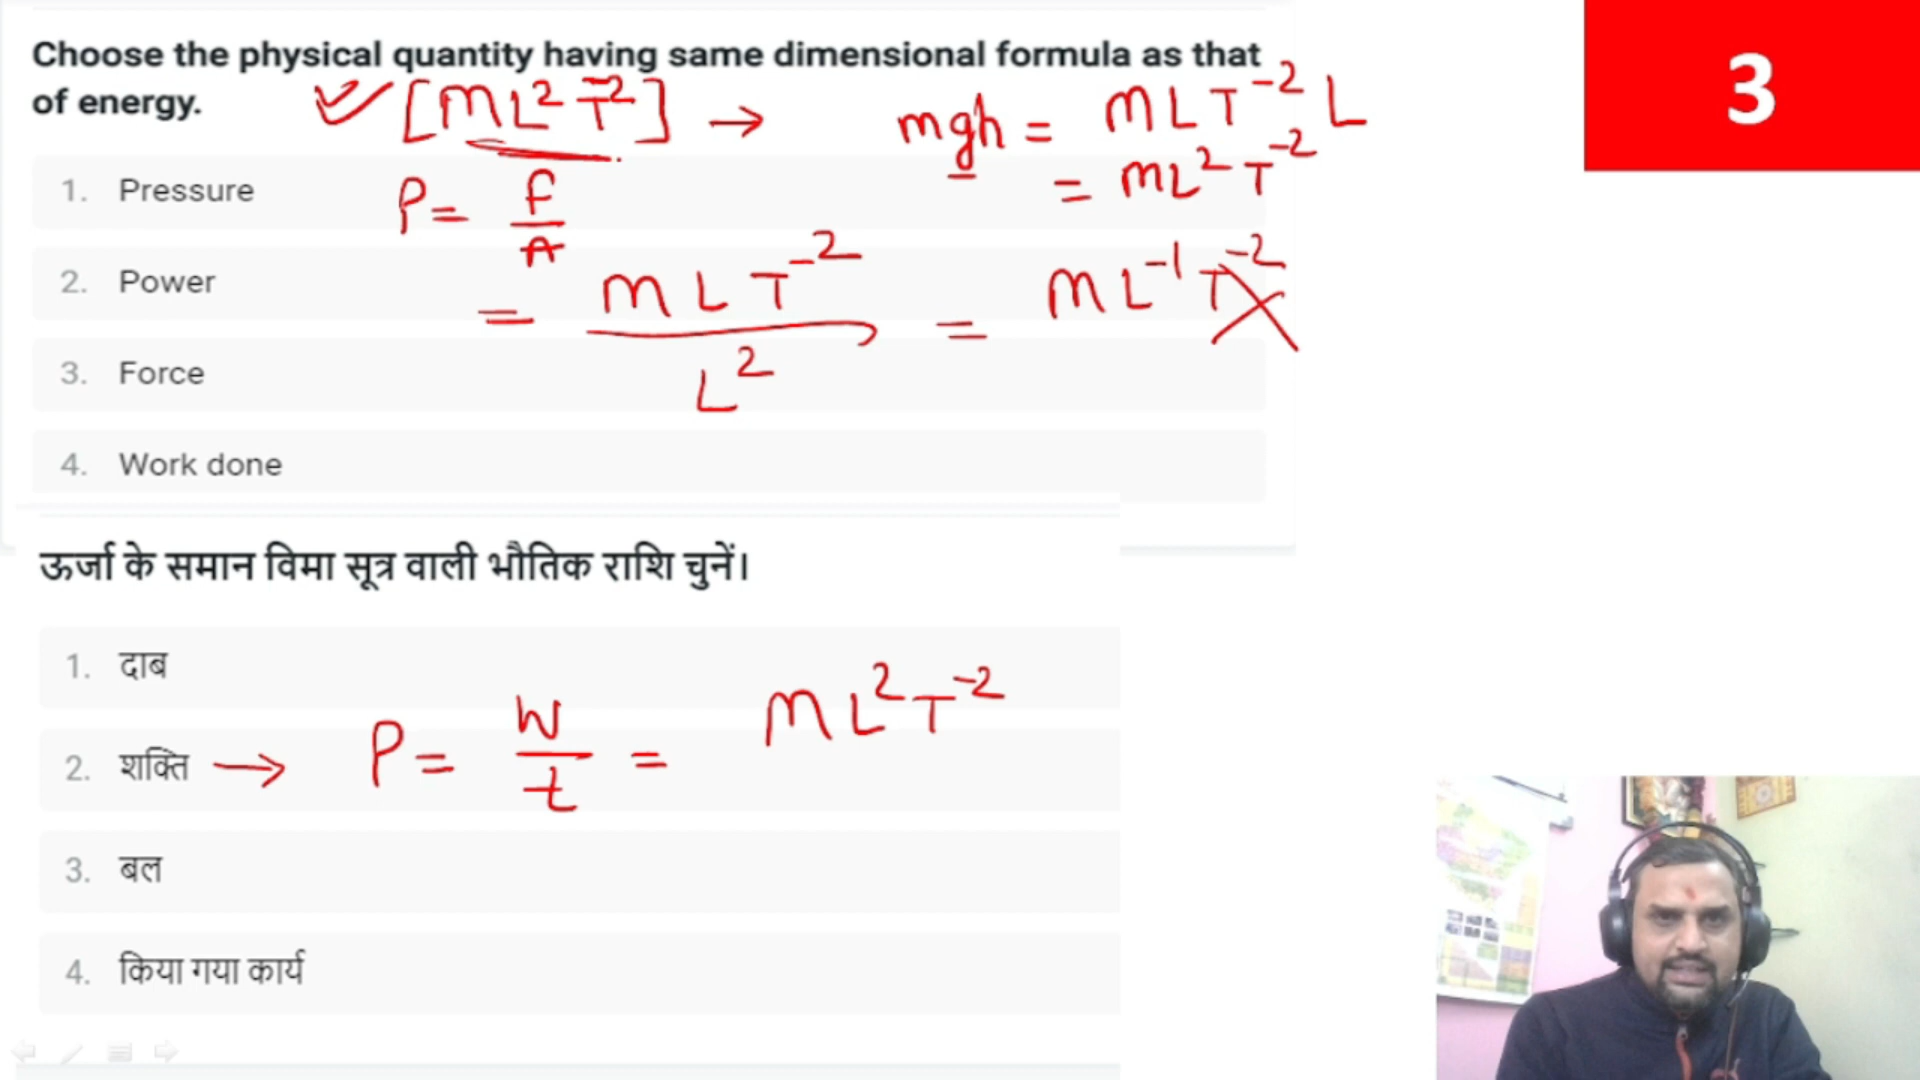 Choose the physical quantity having same dimensional formula as that
of energy.
[ML² T⁻²] → mgh = MLT⁻² L
= ML² T⁻²
1. Pressure
P = F/A
2. Power
= MLT⁻²/L² = ML⁻¹T⁻²
3. Force
4. Work done
ऊर्जा के समान विमा सूत्र वाली भौतिक राशि चुनें।
1. दाब
2. शक्ति → P = W/t = ML²T⁻²
3. बल
4. किया गया कार्य
3